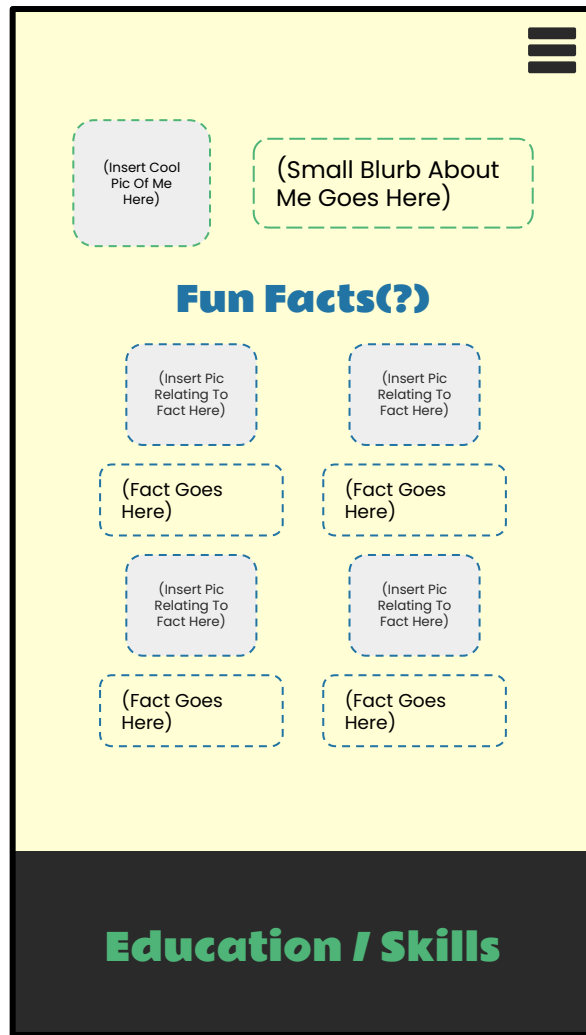 (Insert Cool
Pic Of Me
Here)
(Small Blurb About
Me Goes Here)
Fun Facts(?)
(Insert Pic
Relating To
Fact Here)
(Insert Pic
Relating To
Fact Here)
(Fact Goes
Here)
(Fact Goes
Here)
(Insert Pic
Relating To
Fact Here)
(Insert Pic
Relating To
Fact Here)
(Fact Goes
Here)
(Fact Goes
Here)
Education / Skills